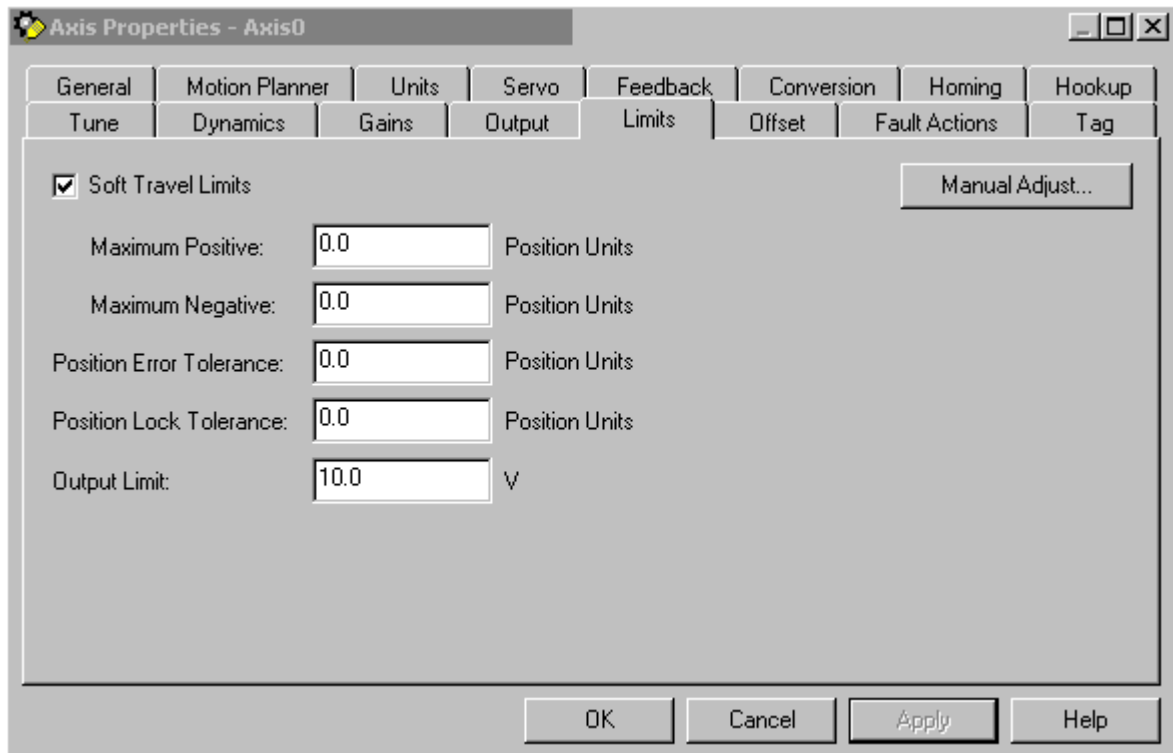 Axis Properties - Axis0
General Motion Planner Units Servo Feedback Conversion Homing Hookup
Tune Dynamics Gains Output Limits Offset Fault Actions Tag
Soft Travel Limits Manual Adjust...
Maximum Positive: 0.0 Position Units
Maximum Negative: 0.0 Position Units
Position Error Tolerance: 0.0 Position Units
Position Lock Tolerance: 0.0 Position Units
Output Limit: 10.0 V
OK Cancel Apply Help